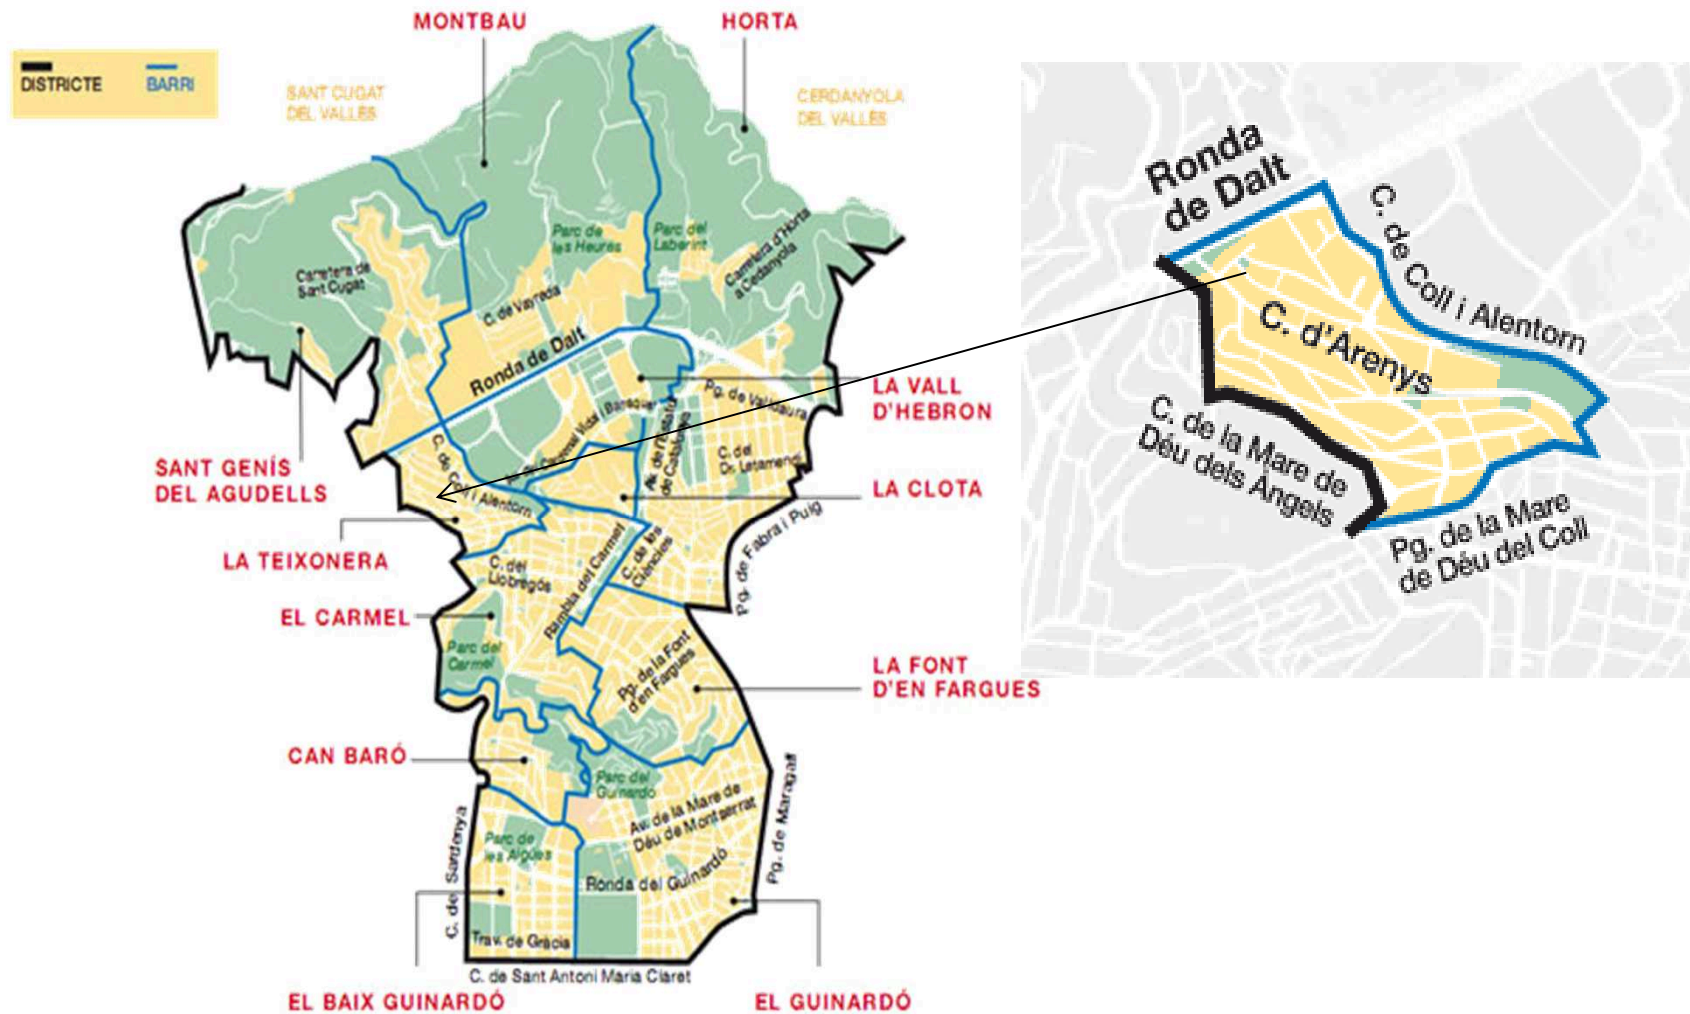 MONTBAU
HORTA
DISTRICTE
BARRI
SANT CUGAT
DEL VALLÈS
CERDANYOLA
DEL VALLÈS
Parc de
les Heures
Parc del
Laberint
Carretera d'Horta
a Cedanyola
Carretera de
Sant Cugat
C. de Vayreda
Ronda de Dalt
LA VALL
D'HEBRON
Pg. de Valldaura
Av. de l'Estatut
de Catalunya
C. del
Dr. Letamendi
C. de Coll i Alentorn
SANT GENÍS
DEL AGUDELLS
LA CLOTA
LA TEIXONERA
Pg. de Fabra i Puig
C. del
Llobregós
Rambla del Carmel
C. de les
Ciències
EL CARMEL
Parc del
Carmel
Pg. de la Font
d'en Fargues
LA FONT
D'EN FARGUES
CAN BARÓ
Parc del
Guinardó
Av. de la Mare de
Déu de Montserrat
Pg. de Maragall
C. de Sardenya
Parc de
les Aigües
Ronda del Guinardó
Trav. de Gràcia
C. de Sant Antoni Maria Claret
EL BAIX GUINARDÓ
EL GUINARDÓ
Ronda
de Dalt
C. de Coll i Alentorn
C. d'Arenys
C. de la Mare de
Déu dels Àngels
Pg. de la Mare
de Déu del Coll